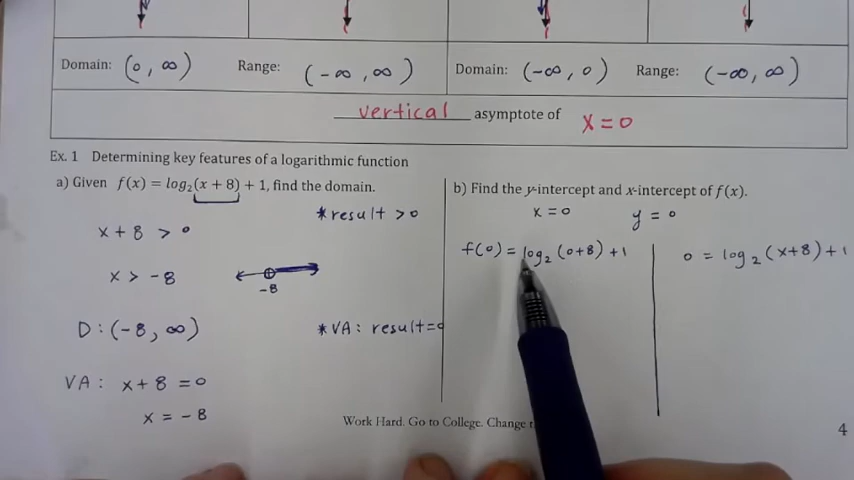 Domain: (0, ∞) Range: (-∞, ∞) Domain: (-∞, 0) Range: (-∞, ∞)
vertical asymptote of x = 0
Ex. 1 Determining key features of a logarithmic function
a) Given f(x) = log₂(x + 8) + 1, find the domain.
*result > 0
x + 8 > 0
x > -8
-8
D: (-8, ∞)
*VA: result=0
VA: x + 8 = 0
x = -8
b) Find the y-intercept and x-intercept of f(x).
x = 0 y = 0
f(0) = log₂(0+8) + 1
0 = log₂(x+8) + 1
Work Hard. Go to College. Change
4